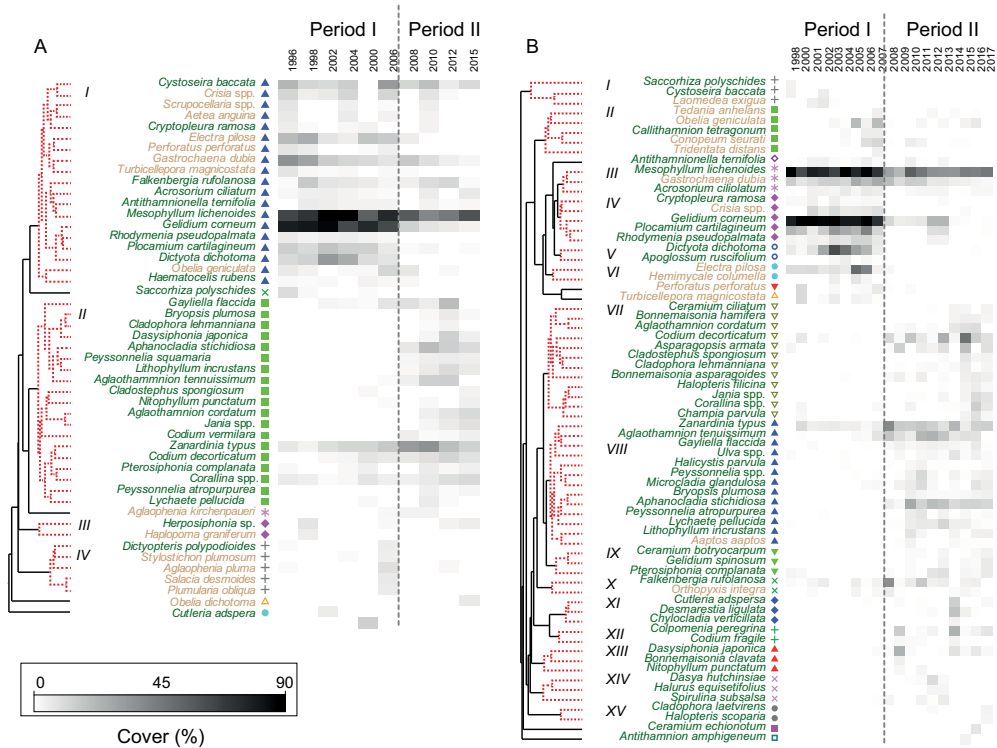 A
Period I
Period II
1996
1998
2002
2004
2000
2006
2008
2010
2012
2015
I
Cystoseira baccata
Crisia spp.
Scrupocellaria spp.
Aetea anguina
Cryptopleura ramosa
Electra pilosa
Perforatus perforatus
Gastrochaena dubia
Turbicellepora magnicostata
Falkenbergia rufolanosa
Acrosorium ciliatum
Antithamnionella ternifolia
Mesophyllum lichenoides
Gelidium corneum
Rhodymenia pseudopalmata
Plocamium cartilagineum
Dictyota dichotoma
Obelia geniculata
Haematocelis rubens
Saccorhiza polyschides
II
Gayliella flaccida
Bryopsis plumosa
Cladophora lehmanniana
Dasysiphonia japonica
Aphanocladia stichidiosa
Peyssonnelia squamaria
Lithophyllum incrustans
Aglaothammnion tennuissimum
Cladostephus spongiosum
Nitophyllum punctatum
Aglaothamnion cordatum
Jania spp.
Codium vermilara
Zanardinia typus
Codium decorticatum
Pterosiphonia complanata
Corallina spp.
Peyssonnelia atropurpurea
Lychaete pellucida
Aglaophenia kirchenpaueri
III
Herposiphonia sp.
Haplopoma graniferum
IV
Dictyopteris polypodioides
Stylostichon plumosum
Aglaophenia pluma
Salacia desmoides
Plumularia obliqua
Obelia dichotoma
Cutleria adspera
0
45
90
Cover (%)
B
Period I
Period II
1998
2000
2001
2002
2003
2004
2005
2006
2007
2008
2009
2010
2011
2012
2013
2014
2015
2016
2017
I
Saccorhiza polyschides
Cystoseira baccata
Laomedea exigua
II
Tedania anhelans
Obelia geniculata
Callithamnion tetragonum
Conopeum seurati
Tridentata distans
Antithamnionella ternifolia
III
Mesophyllum lichenoides
Gastrochaena dubia
Acrosorium ciliolatum
IV
Cryptopleura ramosa
Crisia spp.
Gelidium corneum
Plocamium cartilagineum
Rhodymenia pseudopalmata
V
Dictyota dichotoma
Apoglossum ruscifolium
VI
Electra pilosa
Hemimycale columella
Perforatus perforatus
Turbicellepora magnicostata
VII
Ceramium ciliatum
Bonnemaisonia hamifera
Aglaothamnion cordatum
Codium decorticatum
Asparagopsis armata
Cladostephus spongiosum
Cladophora lehmanniana
Bonnemaisonia asparagoides
Halopteris filicina
Jania spp.
Corallina spp.
Champia parvula
Zanardinia typus
Aglaothamnion tenuissimum
VIII
Gayliella flaccida
Ulva spp.
Halicystis parvula
Peyssonnelia spp.
Microcladia glandulosa
Bryopsis plumosa
Aphanocladia stichidiosa
Peyssonnelia atropurpurea
Lychaete pellucida
Lithophyllum incrustans
Aaptos aaptos
IX
Ceramium botryocarpum
Gelidium spinosum
Pterosiphonia complanata
X
Falkenbergia rufolanosa
Orthopyxis integra
XI
Cutleria adspersa
Desmarestia ligulata
Chylocladia verticillata
XII
Colpomenia peregrina
Codium fragile
XIII
Dasysiphonia japonica
Bonnemaisonia clavata
Nitophyllum punctatum
XIV
Dasya hutchinsiae
Halurus equisetifolius
Spirulina subsalsa
XV
Cladophora laetvirens
Halopteris scoparia
Ceramium echionotum
Antithamnion amphigeneum